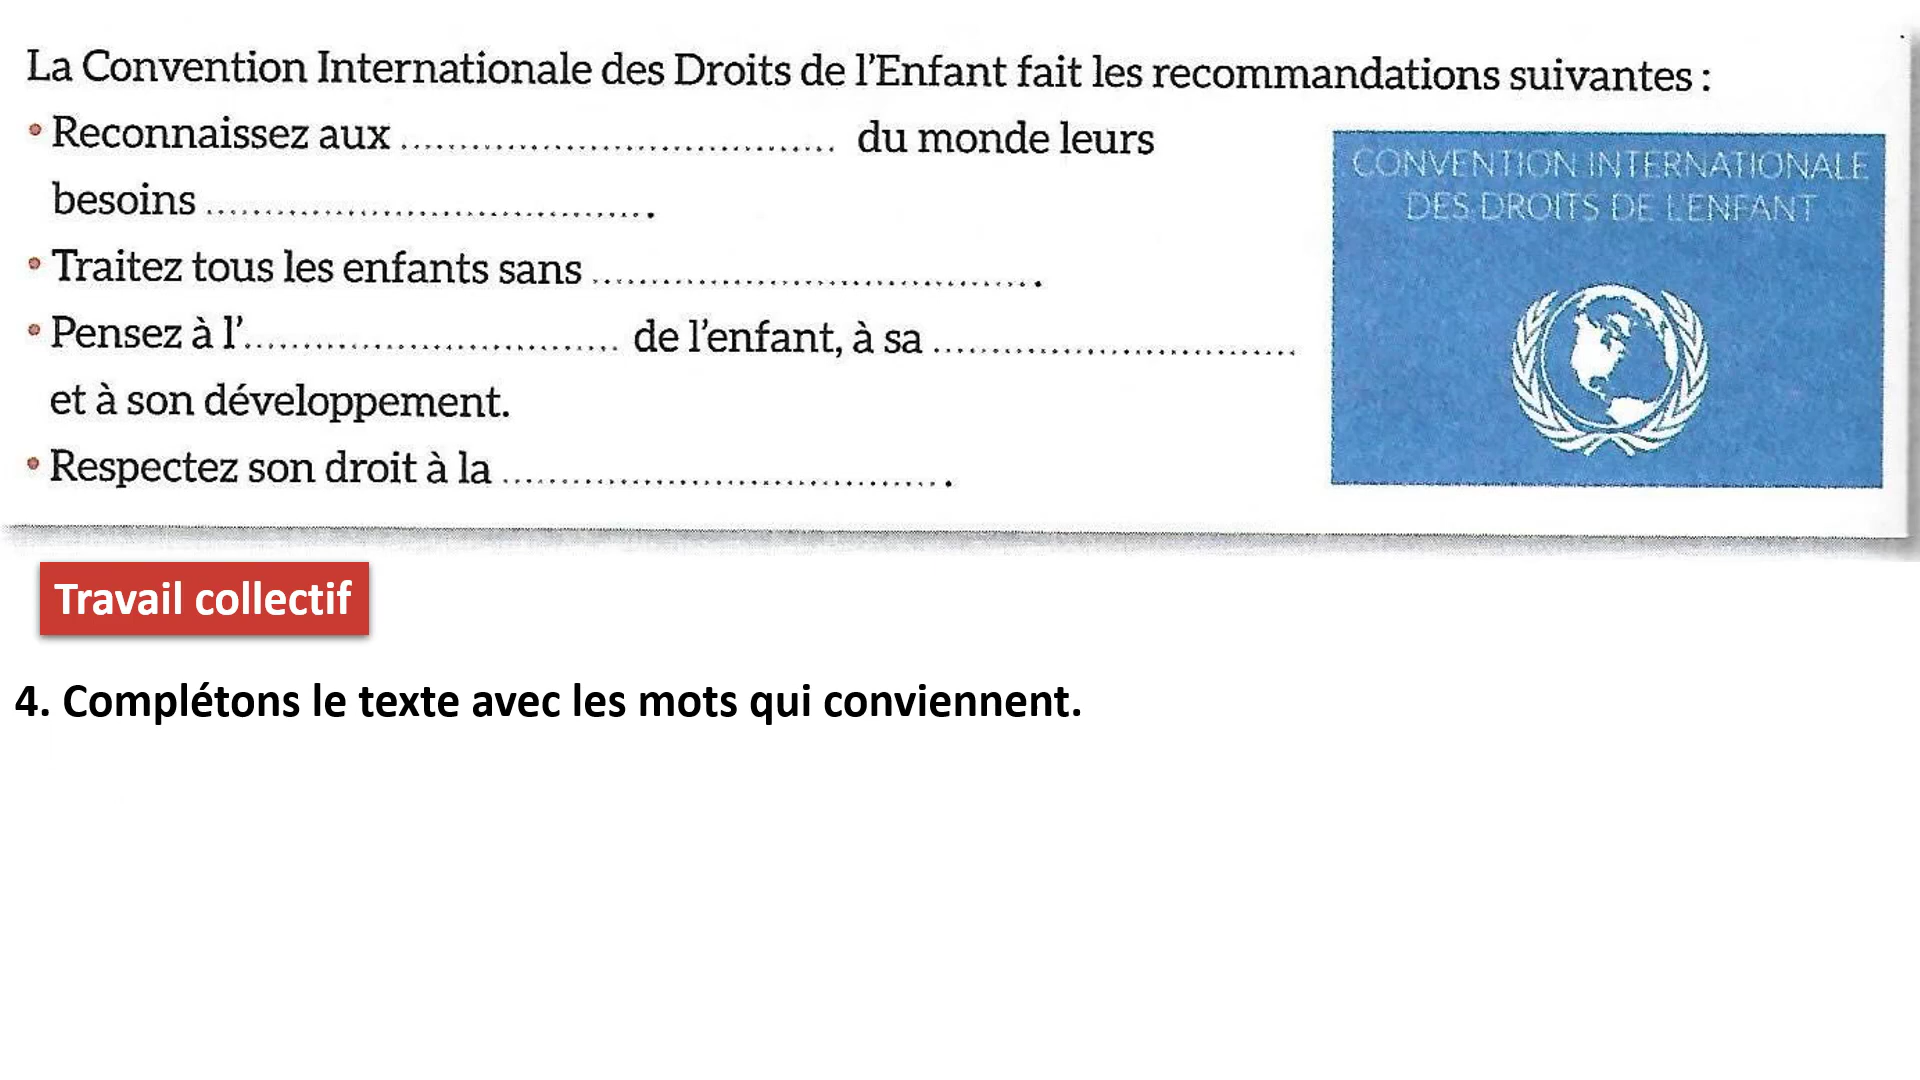 La Convention Internationale des Droits de l'Enfant fait les recommandations suivantes :
• Reconnaissez aux .................................... du monde leurs
besoins ..................................... .
• Traitez tous les enfants sans ..................................... .
• Pensez à l'................................ de l'enfant, à sa ...............................
et à son développement.
• Respectez son droit à la ..................................... .
CONVENTION INTERNATIONALE
DES DROITS DE L'ENFANT
Travail collectif
4. Complétons le texte avec les mots qui conviennent.